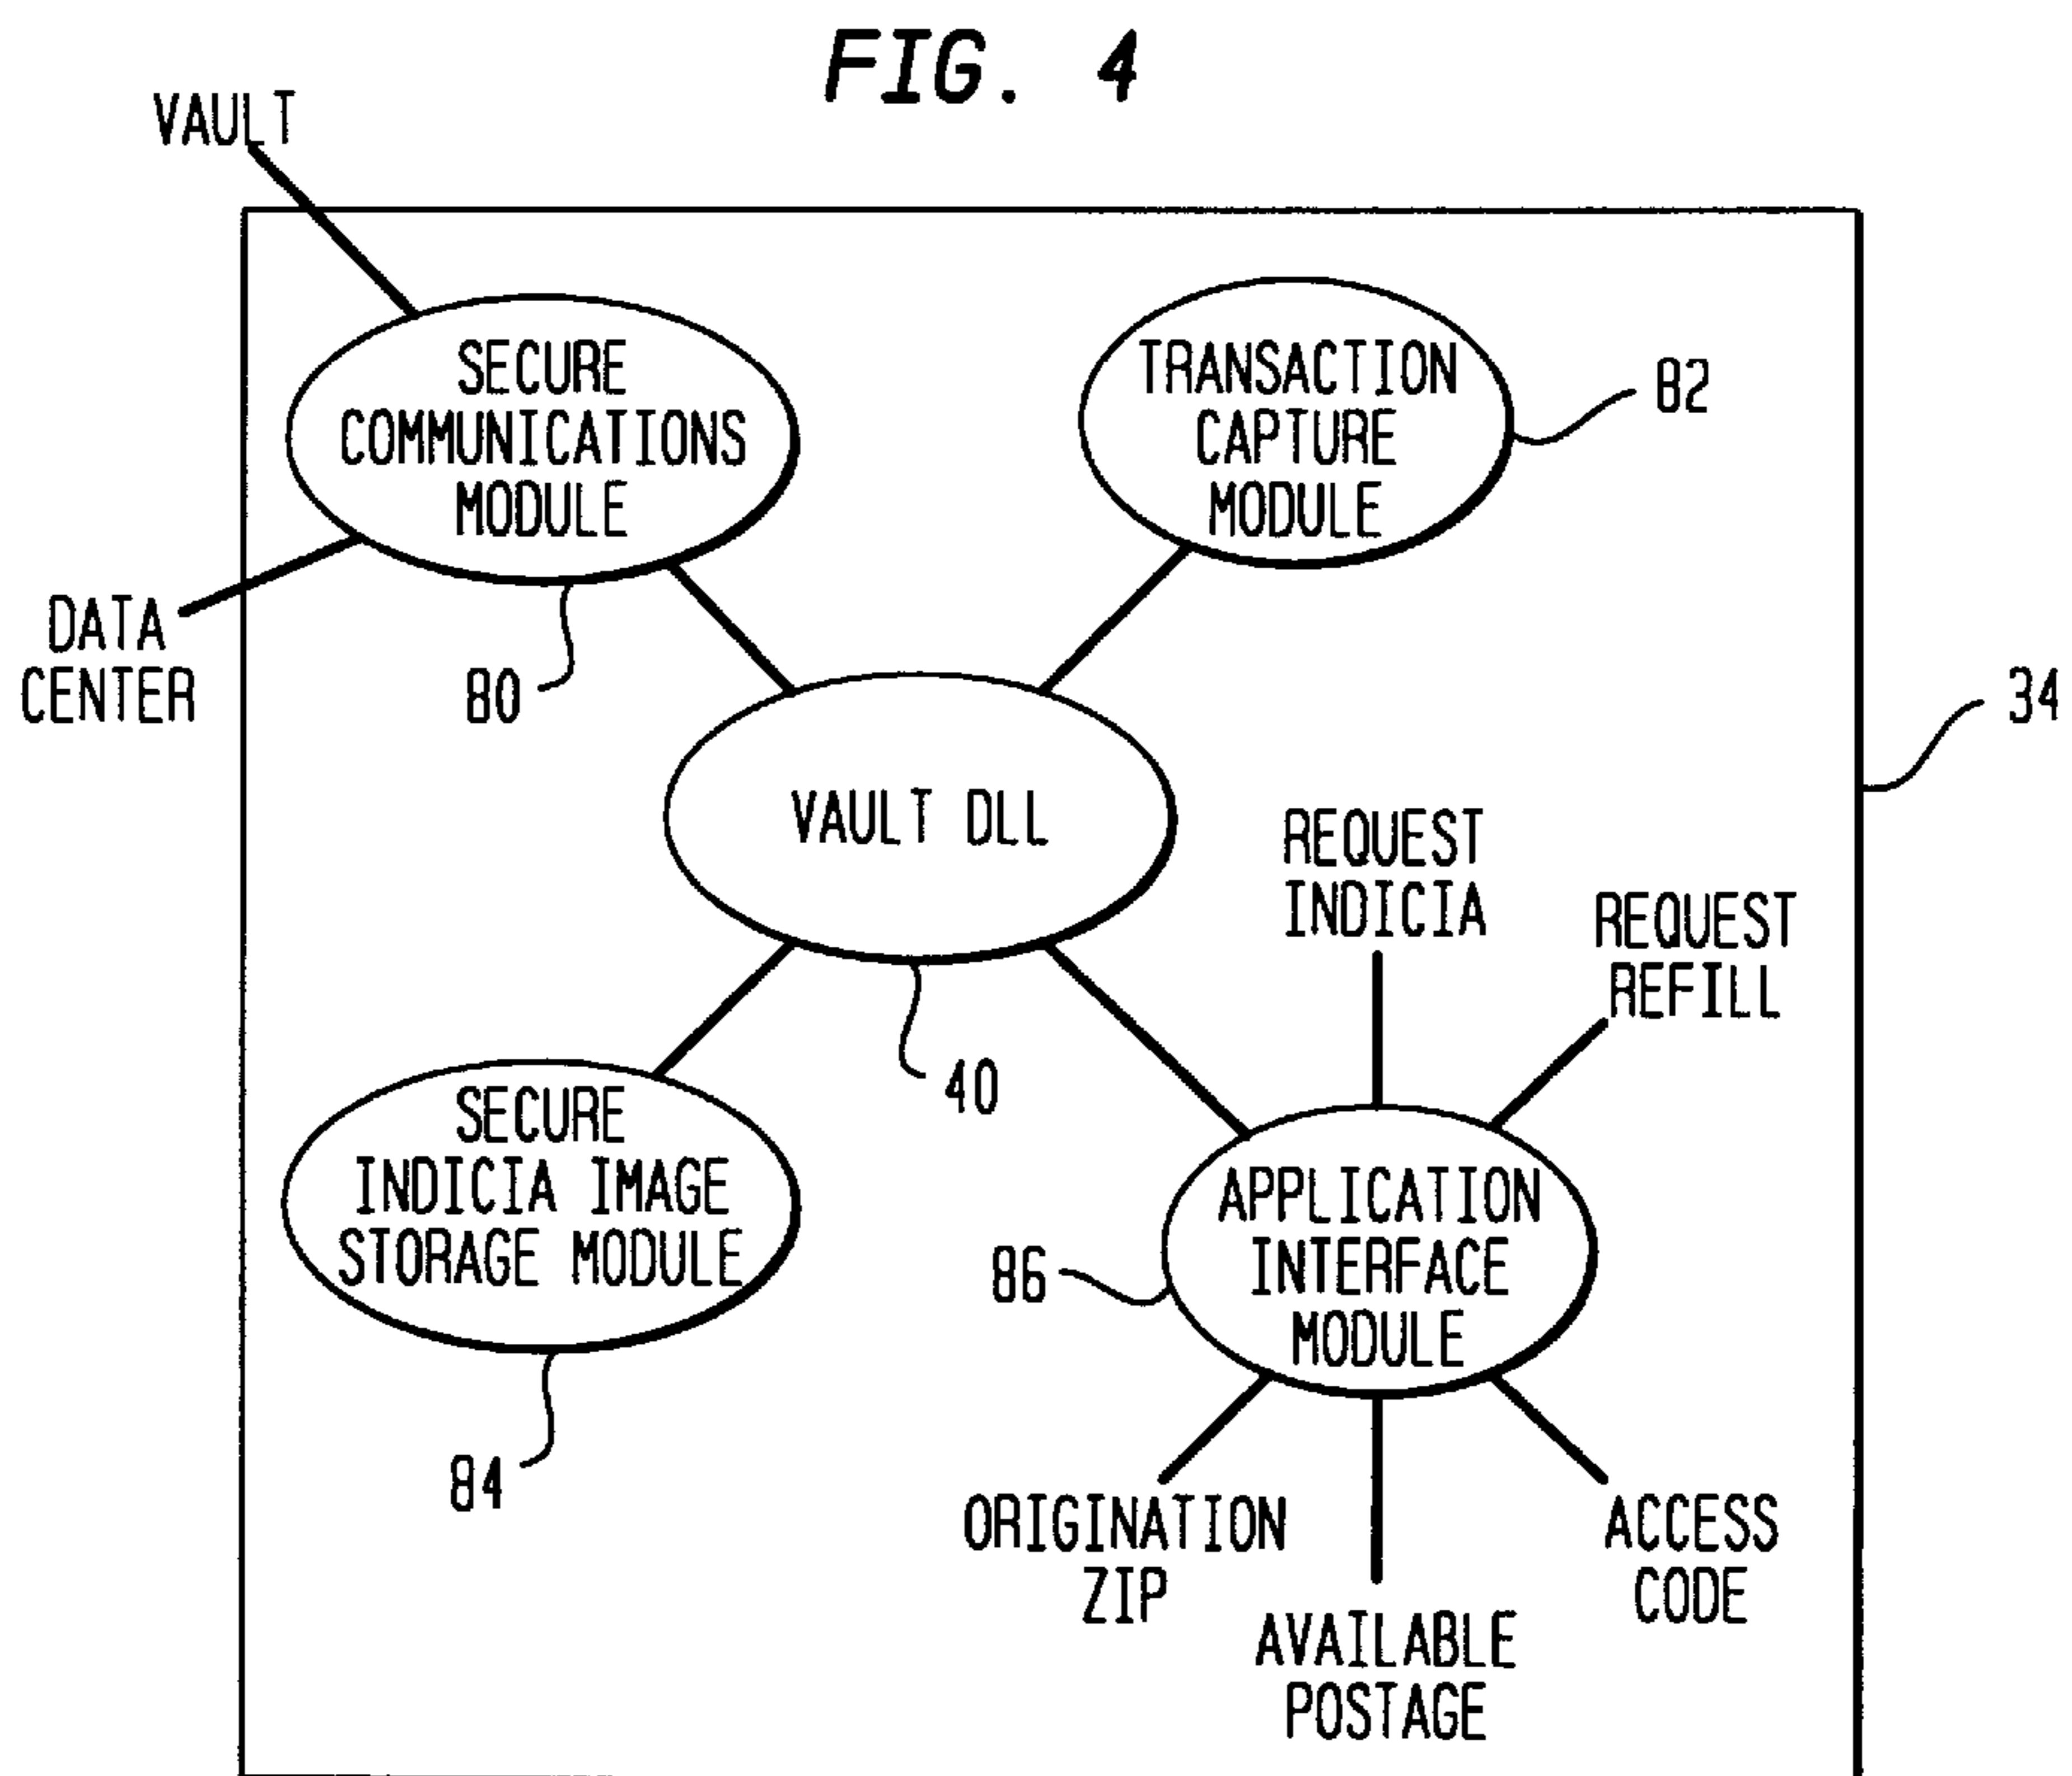 FIG. 4
VAULT
SECURE
COMMUNICATIONS
MODULE
TRANSACTION
CAPTURE
MODULE
82
DATA
CENTER
80
34
VAULT DLL
REQUEST
INDICIA
REQUEST
REFILL
40
SECURE
INDICIA IMAGE
STORAGE MODULE
84
86
APPLICATION
INTERFACE
MODULE
ORIGINATION
ZIP
AVAILABLE
POSTAGE
ACCESS
CODE